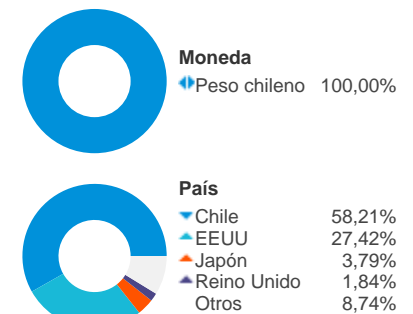 Moneda
Peso chileno 100,00%
País
Chile 58,21%
EEUU 27,42%
Japón 3,79%
Reino Unido 1,84%
Otros 8,74%